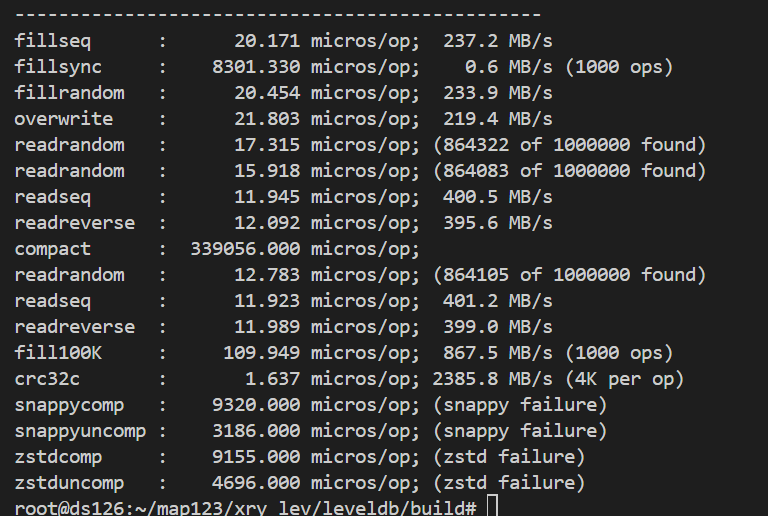 ------------------------------------------------
fillseq      :      20.171 micros/op;  237.2 MB/s
fillsync     :    8301.330 micros/op;    0.6 MB/s (1000 ops)
fillrandom   :      20.454 micros/op;  233.9 MB/s
overwrite    :      21.803 micros/op;  219.4 MB/s
readrandom   :      17.315 micros/op; (864322 of 1000000 found)
readrandom   :      15.918 micros/op; (864083 of 1000000 found)
readseq      :      11.945 micros/op;  400.5 MB/s
readreverse  :      12.092 micros/op;  395.6 MB/s
compact      :  339056.000 micros/op;
readrandom   :      12.783 micros/op; (864105 of 1000000 found)
readseq      :      11.923 micros/op;  401.2 MB/s
readreverse  :      11.989 micros/op;  399.0 MB/s
fill100K     :     109.949 micros/op;  867.5 MB/s (1000 ops)
crc32c       :       1.637 micros/op; 2385.8 MB/s (4K per op)
snappycomp   :    9320.000 micros/op; (snappy failure)
snappyuncomp :    3186.000 micros/op; (snappy failure)
zstdcomp     :    9155.000 micros/op; (zstd failure)
zstduncomp   :    4696.000 micros/op; (zstd failure)
root@ds126:~/map123/xry_lev/leveldb/build#